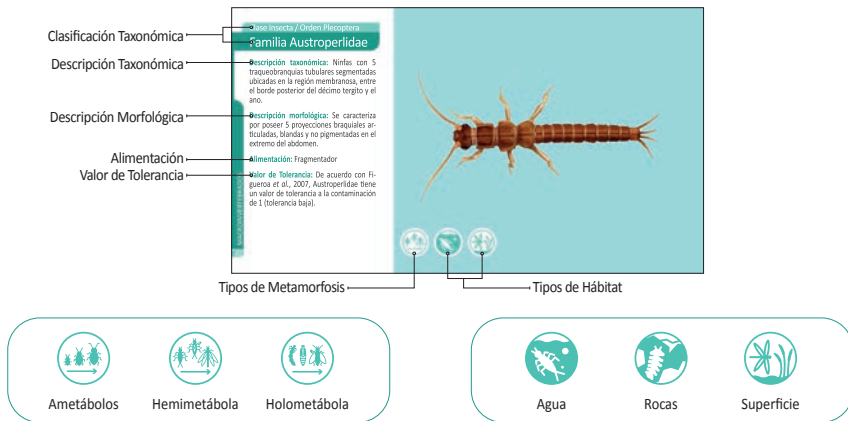 Clasificación Taxonómica
Descripción Taxonómica
Descripción Morfológica
Alimentación
Valor de Tolerancia
Clase Insecta / Orden Plecoptera
Familia Austroperlidae
Descripción taxonómica: Ninfas con 5
traqueobranquias tubulares segmentadas
ubicadas en la región membranosa, entre
el borde posterior del décimo tergito y el
ano.
Descripción morfológica: Se caracteriza
por poseer 5 proyecciones braquiales ar-
ticuladas, blandas y no pigmentadas en el
extremo del abdomen.
Alimentación: Fragmentador
Valor de Tolerancia: De acuerdo con Fi-
gueroa et al., 2007, Austroperlidae tiene
un valor de tolerancia a la contaminación
de 1 (tolerancia baja).
Tipos de Metamorfosis
Tipos de Hábitat
Ametábolos
Hemimetábola
Holometábola
Agua
Rocas
Superficie